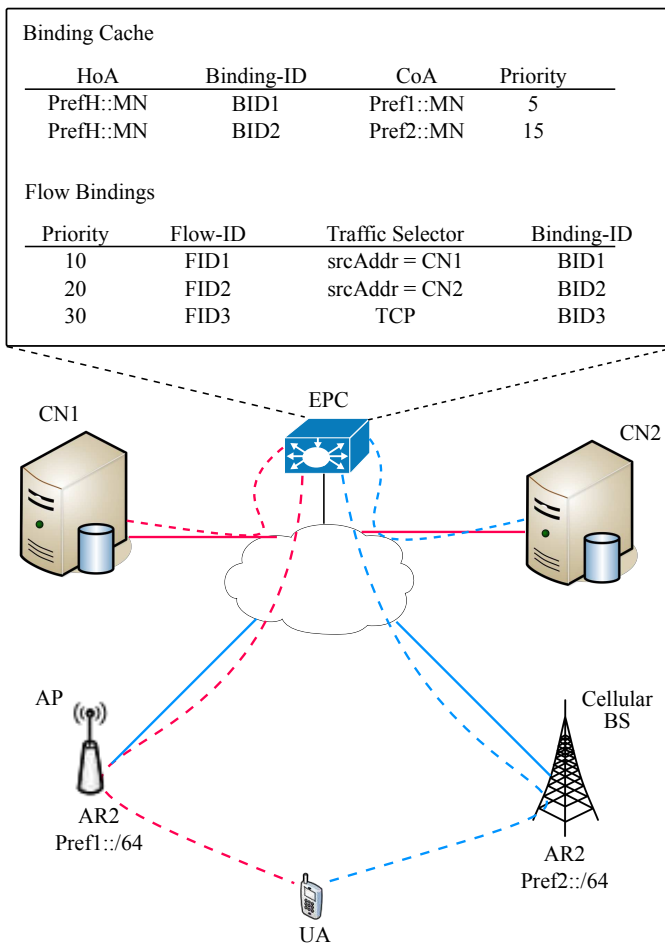 Binding Cache
HoA Binding-ID CoA Priority
PrefH::MN BID1 Pref1::MN 5
PrefH::MN BID2 Pref2::MN 15
Flow Bindings
Priority Flow-ID Traffic Selector Binding-ID
10 FID1 srcAddr = CN1 BID1
20 FID2 srcAddr = CN2 BID2
30 FID3 TCP BID3
EPC
CN1
CN2
AP
Cellular
BS
AR2
Pref1::/64
AR2
Pref2::/64
UA